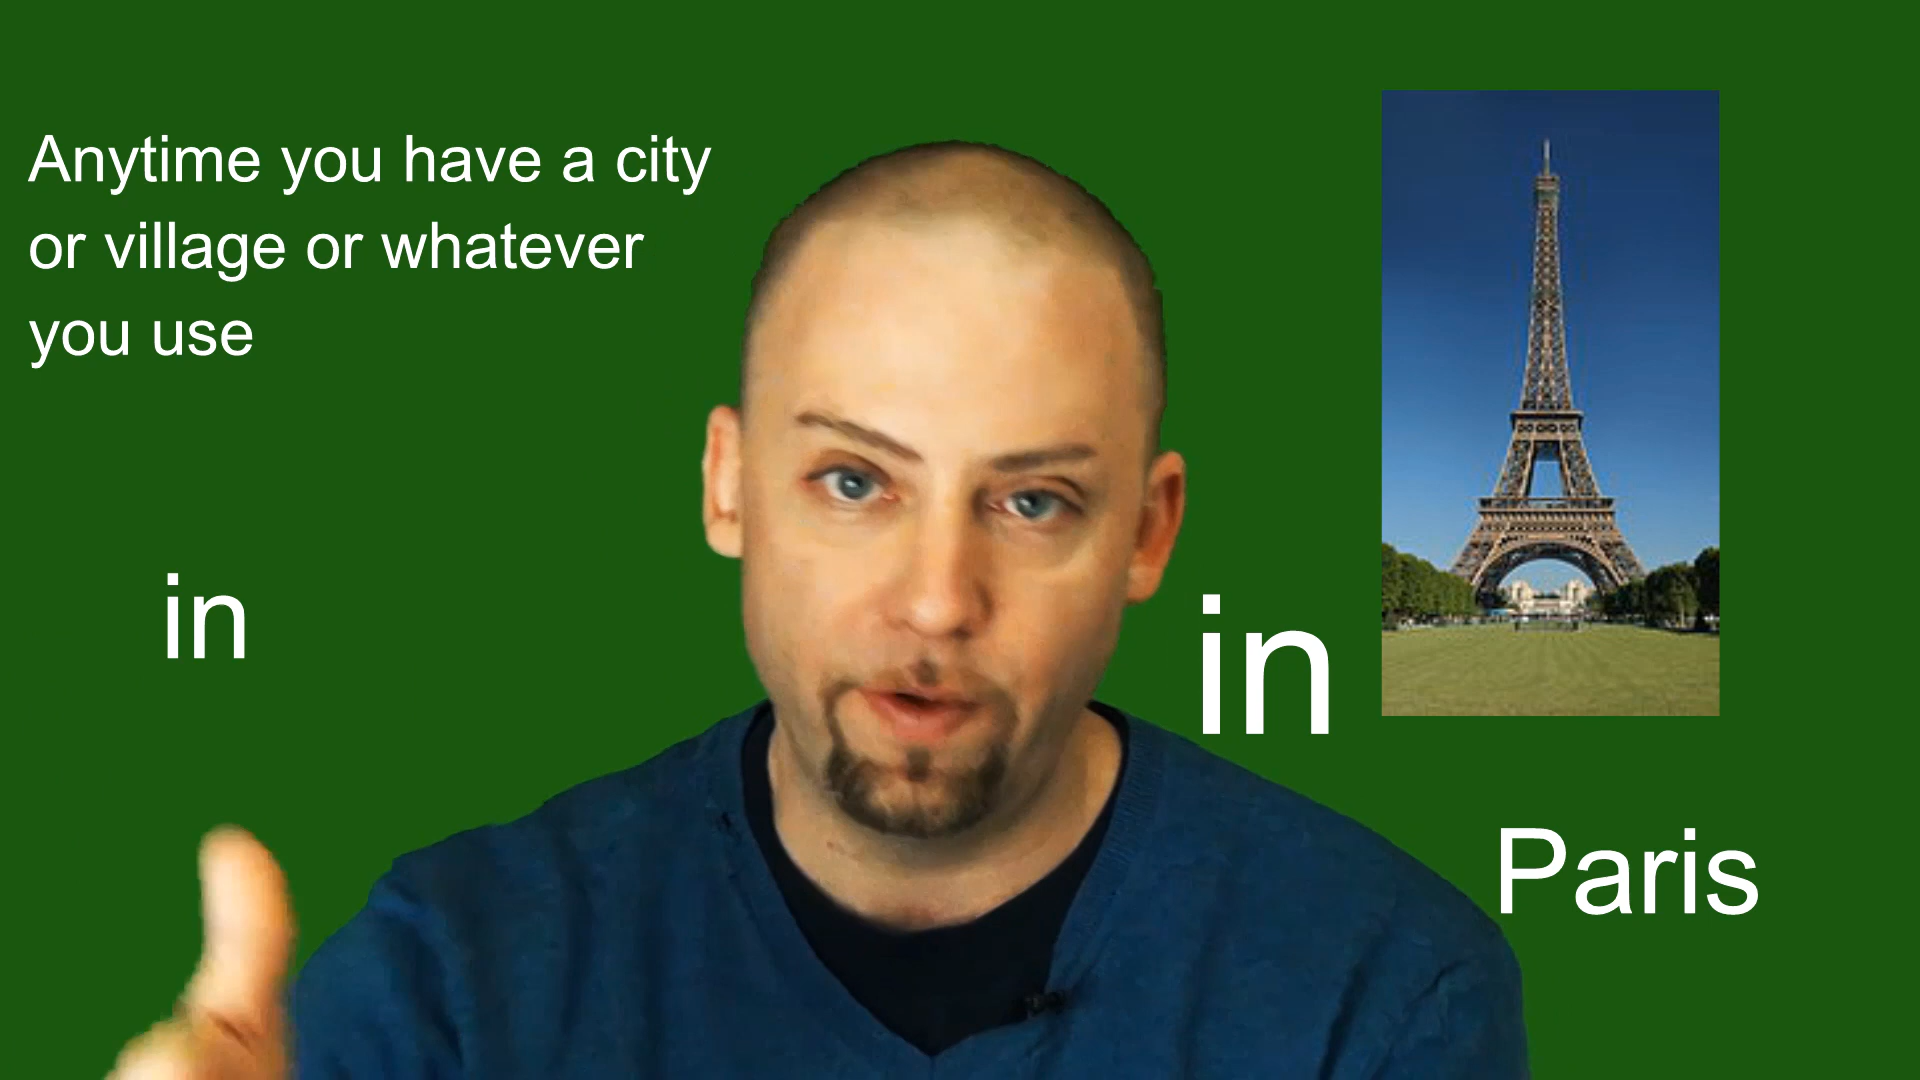 Anytime you have a city
or village or whatever
you use
in
in
Paris